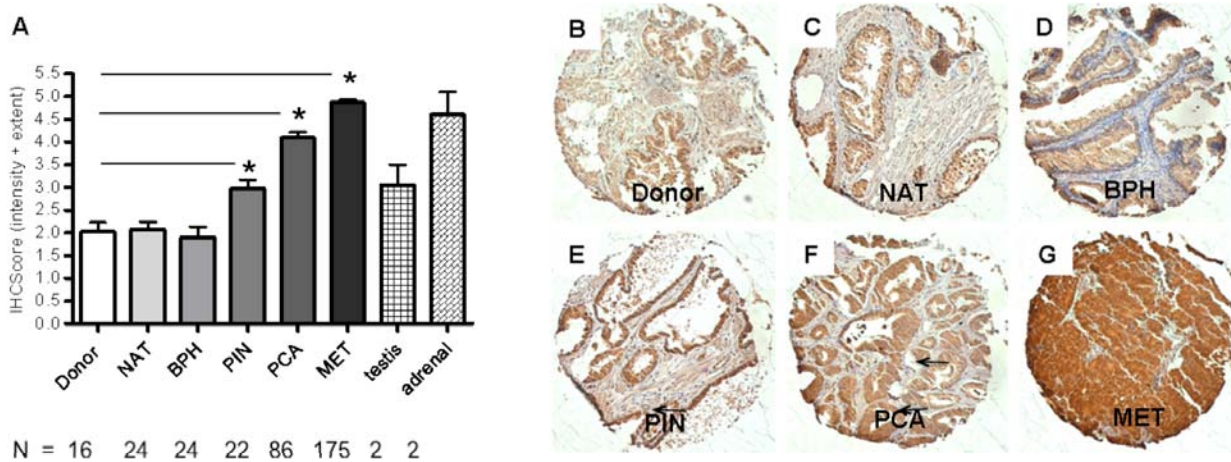 A
IHCScore (intensity + extent)
5.5
5.0
4.5
4.0
3.5
3.0
2.5
2.0
1.5
1.0
0.5
0.0
*
*
*
Donor
NAT
BPH
PIN
PCA
MET
testis
adrenal
N = 16 24 24 22 86 175 2 2
B
Donor
C
NAT
D
BPH
E
PIN
F
PCA
G
MET